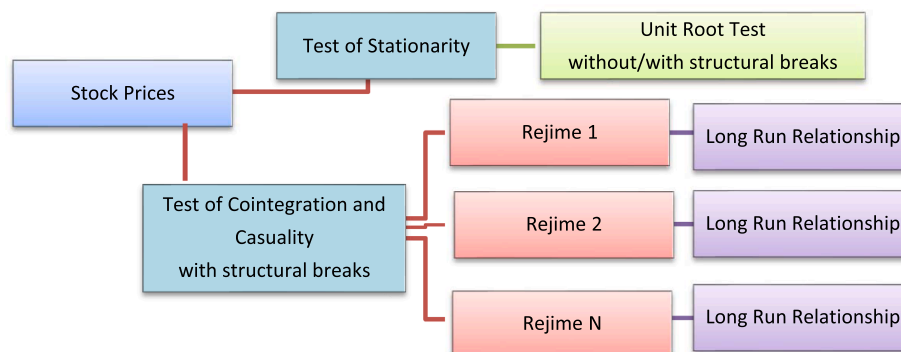 Test of Stationarity
Unit Root Test
without/with structural breaks
Stock Prices
Rejime 1
Long Run Relationship
Test of Cointegration and
Casuality
with structural breaks
Rejime 2
Long Run Relationship
Rejime N
Long Run Relationship